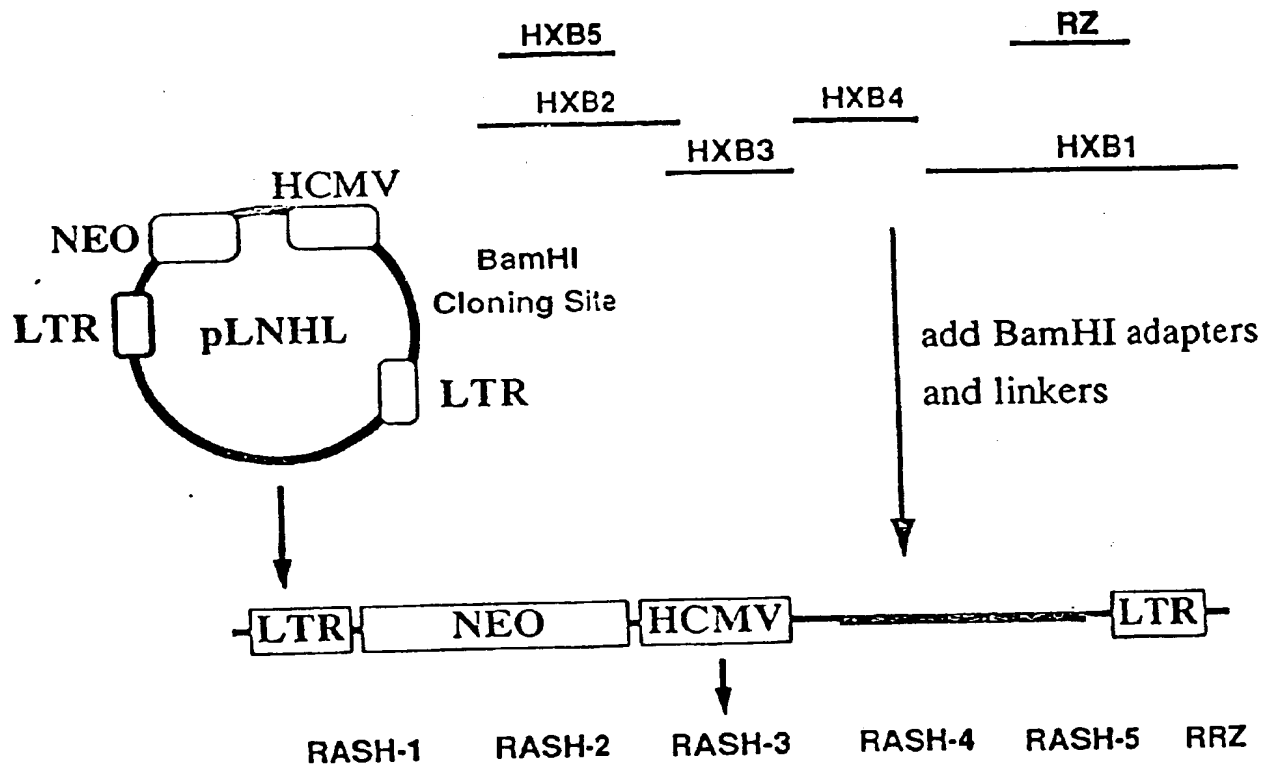 HXB5
RZ
HXB2
HXB4
HXB3
HXB1
HCMV
NEO
BamHI
Cloning Site
LTR
pLNHL
add BamHI adapters
LTR
and linkers
LTR
NEO
HCMV
LTR
RASH-1
RASH-2
RASH-3
RASH-4
RASH-5
RRZ